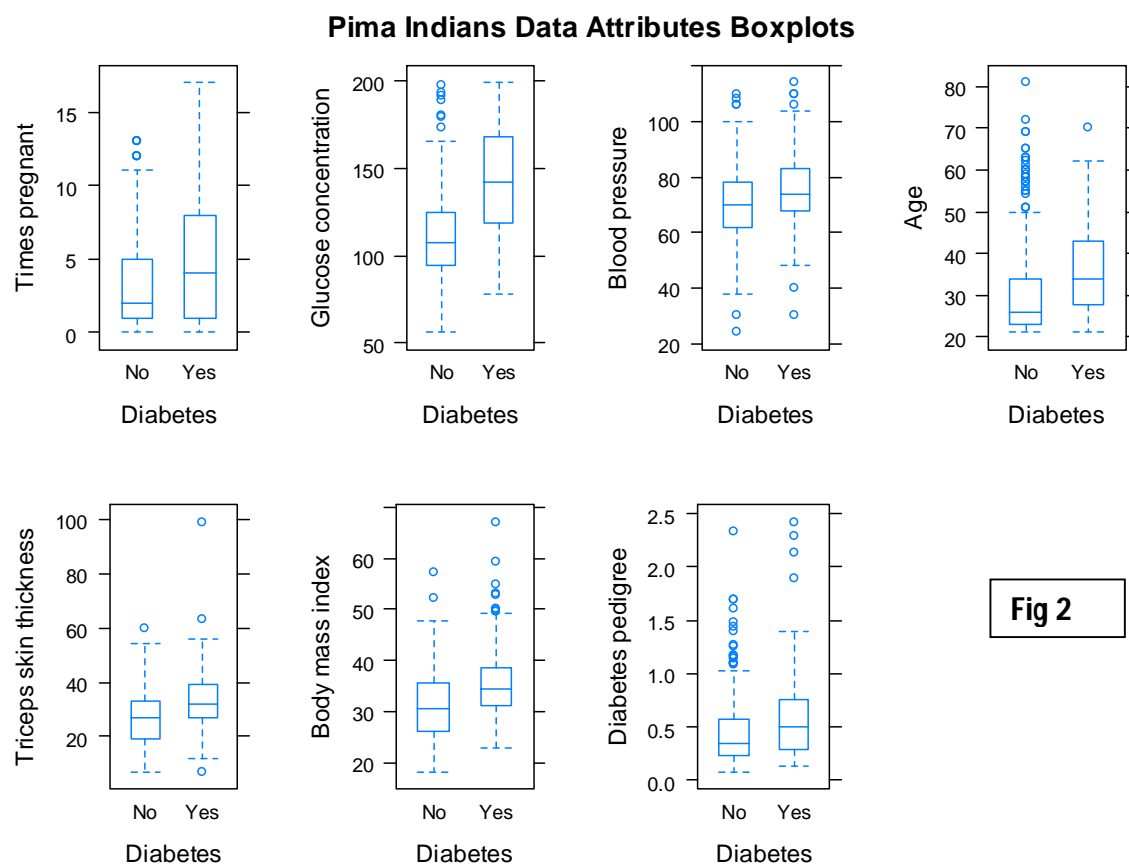 Pima Indians Data Attributes Boxplots
Times pregnant
15
10
5
0
No Yes
Diabetes
Glucose concentration
200
150
100
50
No Yes
Diabetes
Blood pressure
100
80
60
40
20
No Yes
Diabetes
Age
80
70
60
50
40
30
20
No Yes
Diabetes
Triceps skin thickness
100
80
60
40
20
No Yes
Diabetes
Body mass index
60
50
40
30
20
No Yes
Diabetes
Diabetes pedigree
2.5
2.0
1.5
1.0
0.5
0.0
No Yes
Diabetes
Fig 2